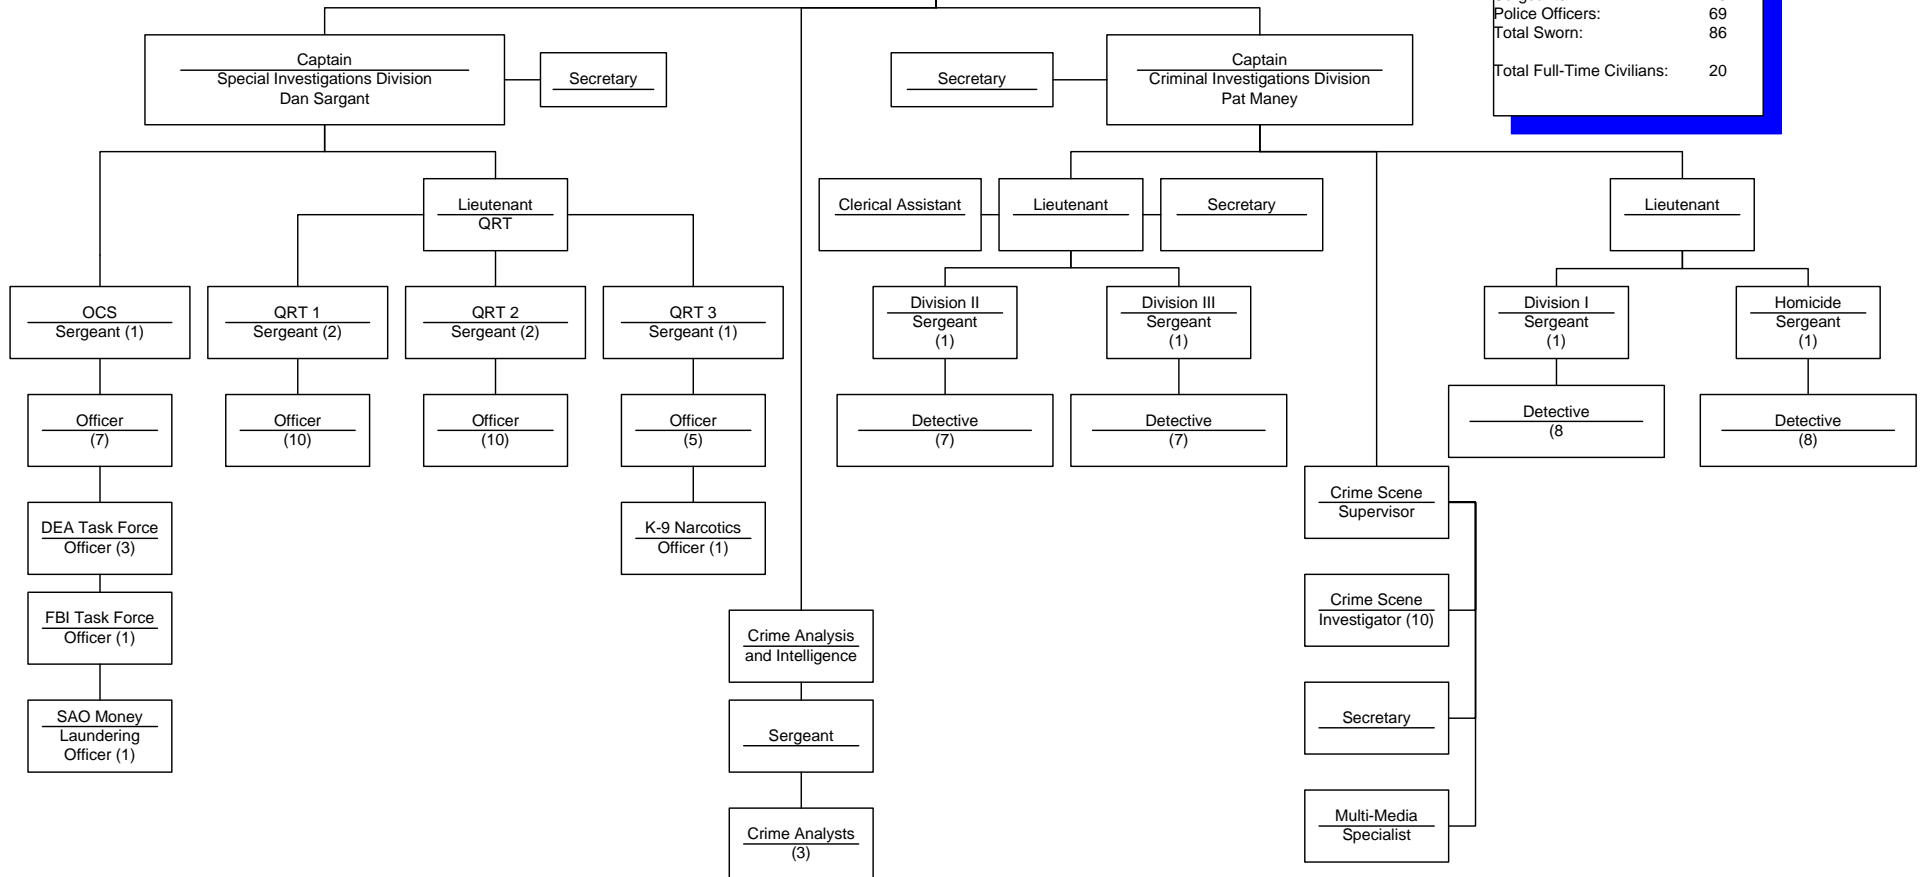 Police Officers: 69
Total Sworn: 86
Total Full-Time Civilians: 20
Captain
Special Investigations Division
Dan Sargant
Secretary
Secretary
Captain
Criminal Investigations Division
Pat Maney
Lieutenant
QRT
Clerical Assistant
Lieutenant
Secretary
Lieutenant
OCS
Sergeant (1)
QRT 1
Sergeant (2)
QRT 2
Sergeant (2)
QRT 3
Sergeant (1)
Division II
Sergeant
(1)
Division III
Sergeant
(1)
Division I
Sergeant
(1)
Homicide
Sergeant
(1)
Officer
(7)
Officer
(10)
Officer
(10)
Officer
(5)
Detective
(7)
Detective
(7)
Detective
(8
Detective
(8)
DEA Task Force
Officer (3)
K-9 Narcotics
Officer (1)
Crime Scene
Supervisor
FBI Task Force
Officer (1)
Crime Analysis
and Intelligence
Crime Scene
Investigator (10)
SAO Money
Laundering
Officer (1)
Sergeant
Secretary
Crime Analysts
(3)
Multi-Media
Specialist